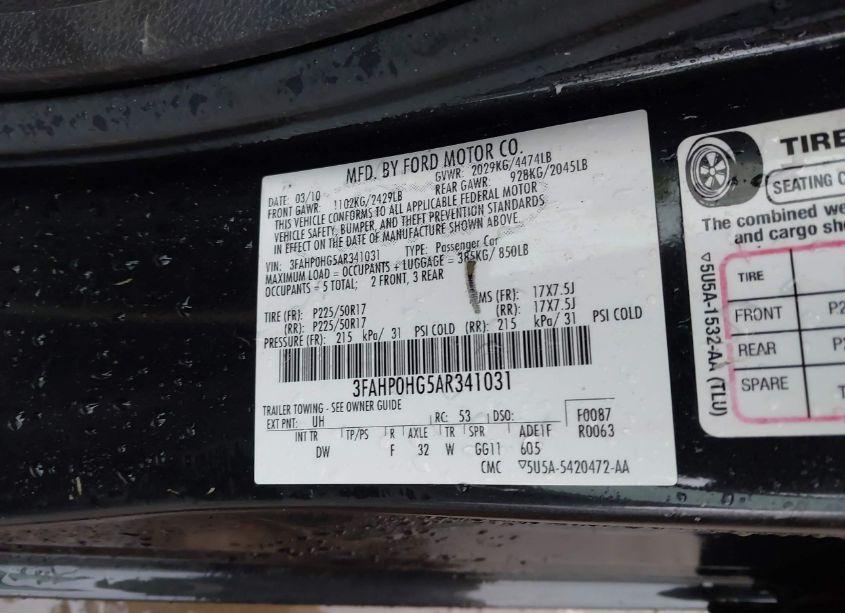 MFD. BY FORD MOTOR CO.
DATE: 03/10 GVWR: 2029KG/4474LB
FRONT GAWR: 1102KG/2429LB REAR GAWR: 928KG/2045LB
THIS VEHICLE CONFORMS TO ALL APPLICABLE FEDERAL MOTOR
VEHICLE SAFETY, BUMPER, AND THEFT PREVENTION STANDARDS
IN EFFECT ON THE DATE OF MANUFACTURE SHOWN ABOVE.
VIN: 3FAHP0HG5AR341031 TYPE: Passenger Car
MAXIMUM LOAD = OCCUPANTS + LUGGAGE = 385KG/ 850LB
OCCUPANTS = 5 TOTAL; 2 FRONT, 3 REAR
TIRE (FR): P225/50R17 MS (FR): 17X7.5J
(RR): P225/50R17 (RR): 17X7.5J
PRESSURE (FR): 215 kPa/ 31 PSI COLD (RR): 215 kPa/ 31 PSI COLD
3FAHP0HG5AR341031
TRAILER TOWING - SEE OWNER GUIDE
EXT PNT: UH RC: 53 DSO: F0087
INT TR TP/PS R AXLE TR SPR ADE1F R0063
DW F 32 W GG11 605
CMC ▽5U5A-5420472-AA
TIRE
SEATING
The combined
and cargo
TIRE
FRONT
REAR
SPARE
▽5U5A-1532-AA (TLU)